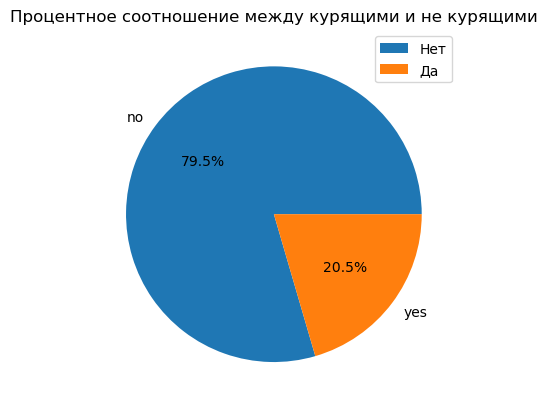 Процентное соотношение между курящими и не курящими
Нет
Да
no
79.5%
20.5%
yes